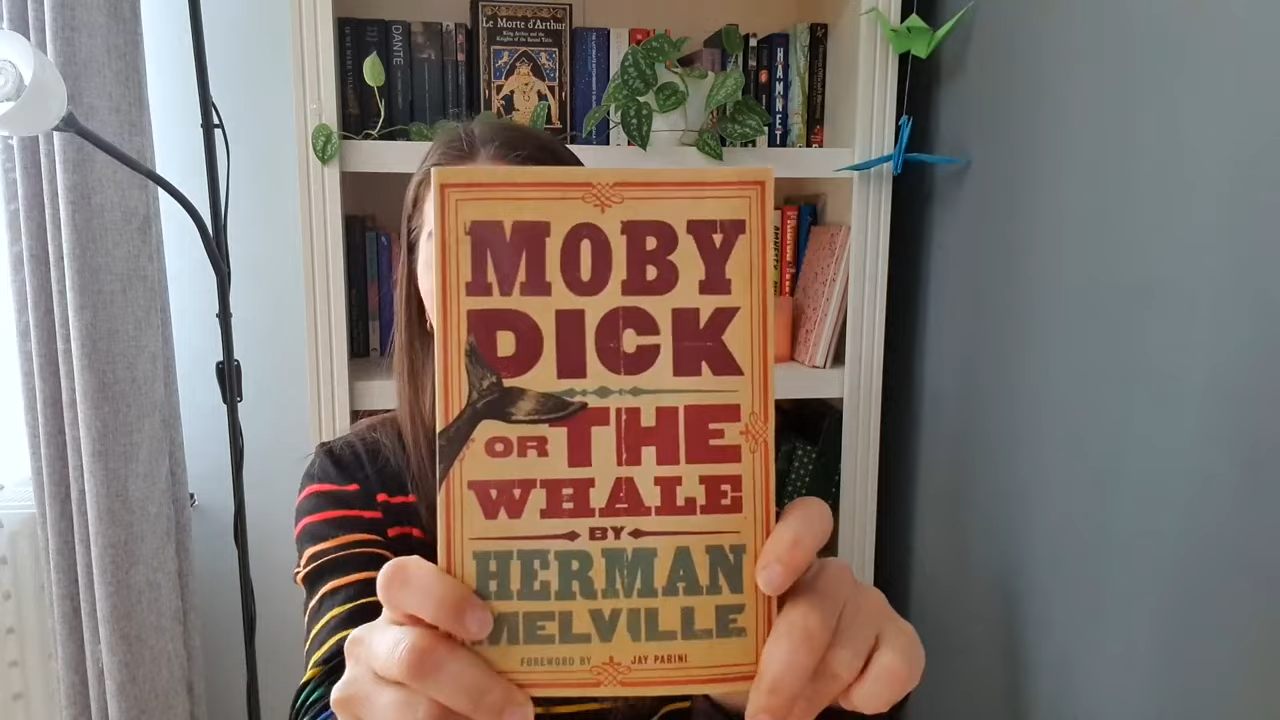 DANTE
Le Morte d'Arthur
King Arthur and the
Knights of the Round Table
HAMNET
MOBY
DICK
OR THE
WHALE
BY
HERMAN
MELVILLE
FOREWORD BY JAY PARINI